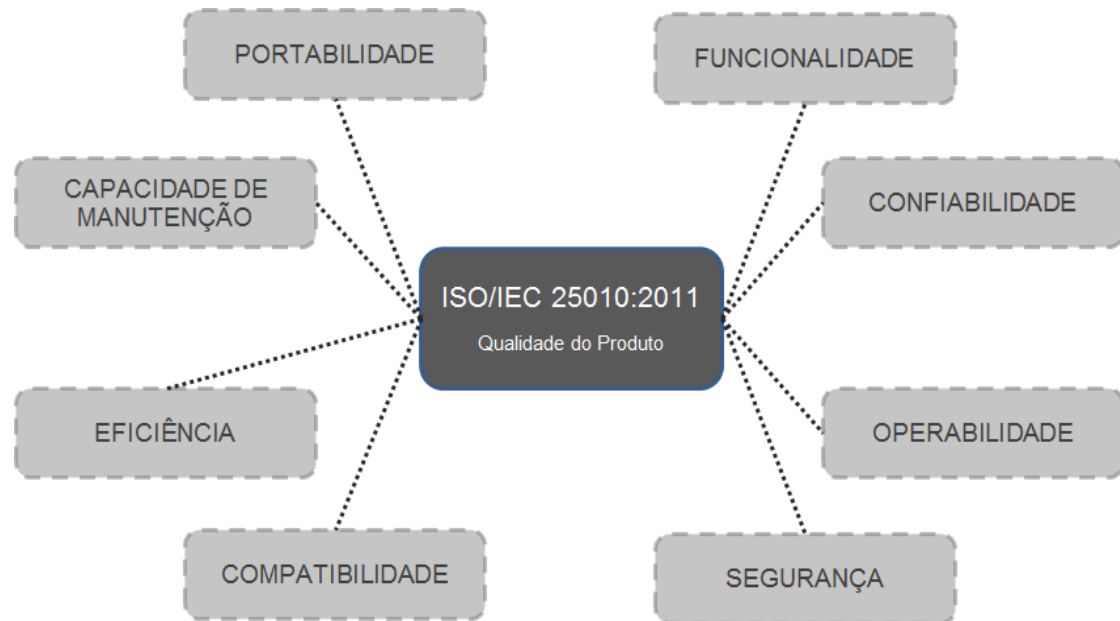 PORTABILIDADE
FUNCIONALIDADE
CAPACIDADE DE
MANUTENÇÃO
CONFIABILIDADE
ISO/IEC 25010:2011
Qualidade do Produto
EFICIÊNCIA
OPERABILIDADE
COMPATIBILIDADE
SEGURANÇA